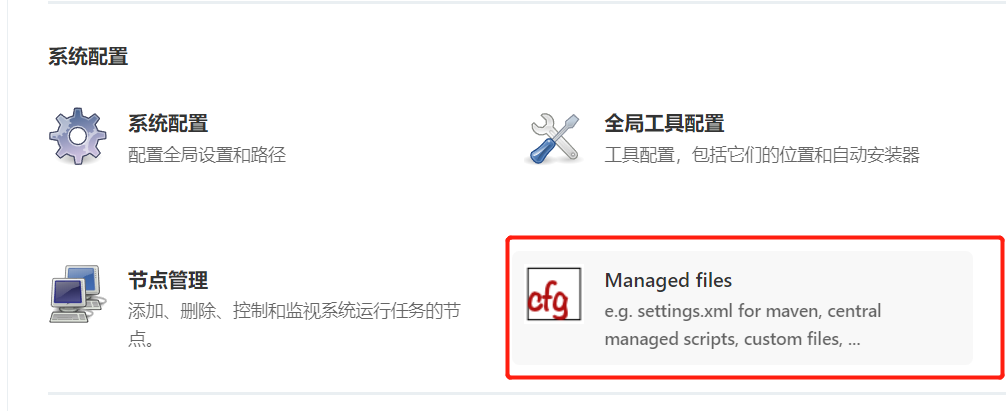 系统配置
系统配置
配置全局设置和路径
全局工具配置
工具配置，包括它们的位置和自动安装器
节点管理
添加、删除、控制和监视系统运行任务的节
点。
cfg
Managed files
e.g. settings.xml for maven, central
managed scripts, custom files, ...